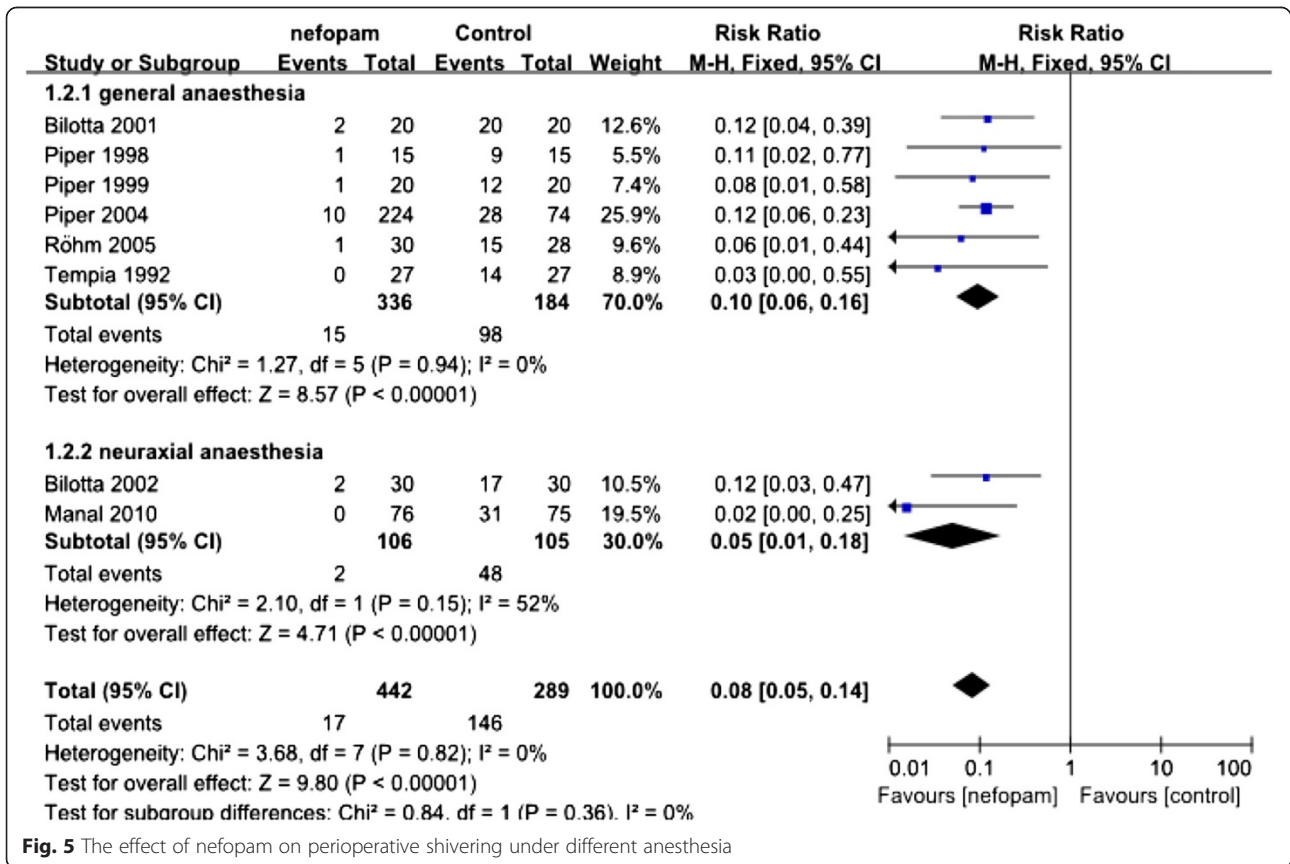 nefopam Control Risk Ratio Risk Ratio
Study or Subgroup Events Total Events Total Weight M-H, Fixed, 95% CI M-H, Fixed, 95% CI
1.2.1 general anaesthesia
Bilotta 2001 2 20 20 20 12.6% 0.12 [0.04, 0.39]
Piper 1998 1 15 9 15 5.5% 0.11 [0.02, 0.77]
Piper 1999 1 20 12 20 7.4% 0.08 [0.01, 0.58]
Piper 2004 10 224 28 74 25.9% 0.12 [0.06, 0.23]
Röhm 2005 1 30 15 28 9.6% 0.06 [0.01, 0.44]
Tempia 1992 0 27 14 27 8.9% 0.03 [0.00, 0.55]
Subtotal (95% CI) 336 184 70.0% 0.10 [0.06, 0.16]
Total events 15 98
Heterogeneity: Chi² = 1.27, df = 5 (P = 0.94); I² = 0%
Test for overall effect: Z = 8.57 (P < 0.00001)
1.2.2 neuraxial anaesthesia
Bilotta 2002 2 30 17 30 10.5% 0.12 [0.03, 0.47]
Manal 2010 0 76 31 75 19.5% 0.02 [0.00, 0.25]
Subtotal (95% CI) 106 105 30.0% 0.05 [0.01, 0.18]
Total events 2 48
Heterogeneity: Chi² = 2.10, df = 1 (P = 0.15); I² = 52%
Test for overall effect: Z = 4.71 (P < 0.00001)
Total (95% CI) 442 289 100.0% 0.08 [0.05, 0.14]
Total events 17 146
Heterogeneity: Chi² = 3.68, df = 7 (P = 0.82); I² = 0%
Test for overall effect: Z = 9.80 (P < 0.00001)
Test for subgroup differences: Chi² = 0.84, df = 1 (P = 0.36), I² = 0%
0.01 0.1 1 10 100
Favours [nefopam] Favours [control]
Fig. 5 The effect of nefopam on perioperative shivering under different anesthesia